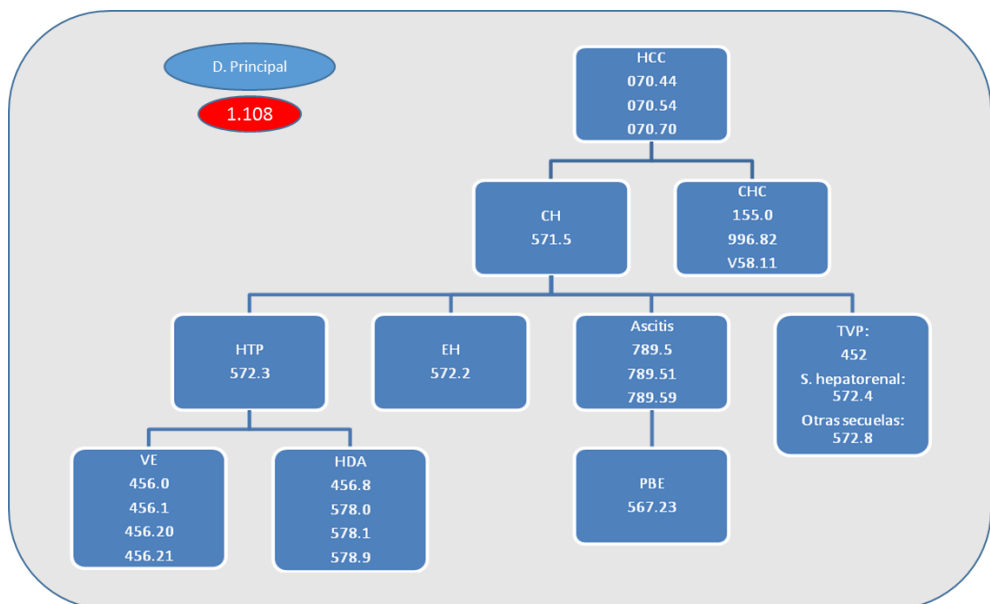 D. Principal
1.108
HCC
070.44
070.54
070.70
CH
571.5
CHC
155.0
996.82
V58.11
HTP
572.3
EH
572.2
Ascitis
789.5
789.51
789.59
TVP:
452
S. hepatorenal:
572.4
Otras secuelas:
572.8
VE
456.0
456.1
456.20
456.21
HDA
456.8
578.0
578.1
578.9
PBE
567.23